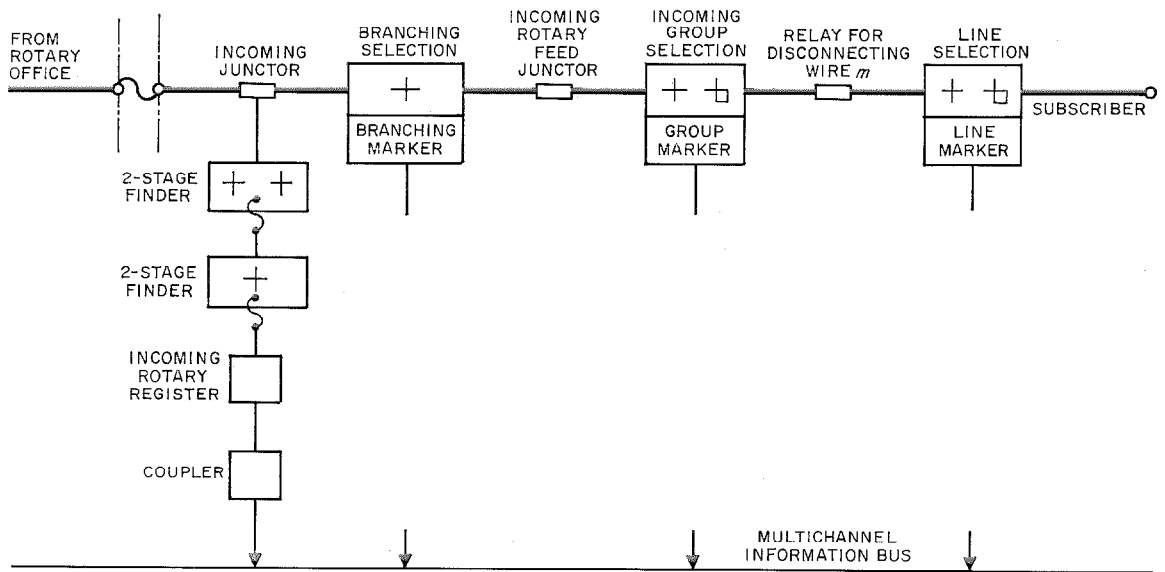 FROM
ROTARY
OFFICE
INCOMING
JUNCTOR
BRANCHING
SELECTION
BRANCHING
MARKER
INCOMING
ROTARY
FEED
JUNCTOR
INCOMING
GROUP
SELECTION
GROUP
MARKER
RELAY FOR
DISCONNECTING
WIRE m
LINE
SELECTION
LINE
MARKER
SUBSCRIBER
2-STAGE
FINDER
2-STAGE
FINDER
INCOMING
ROTARY
REGISTER
COUPLER
MULTICHANNEL
INFORMATION BUS